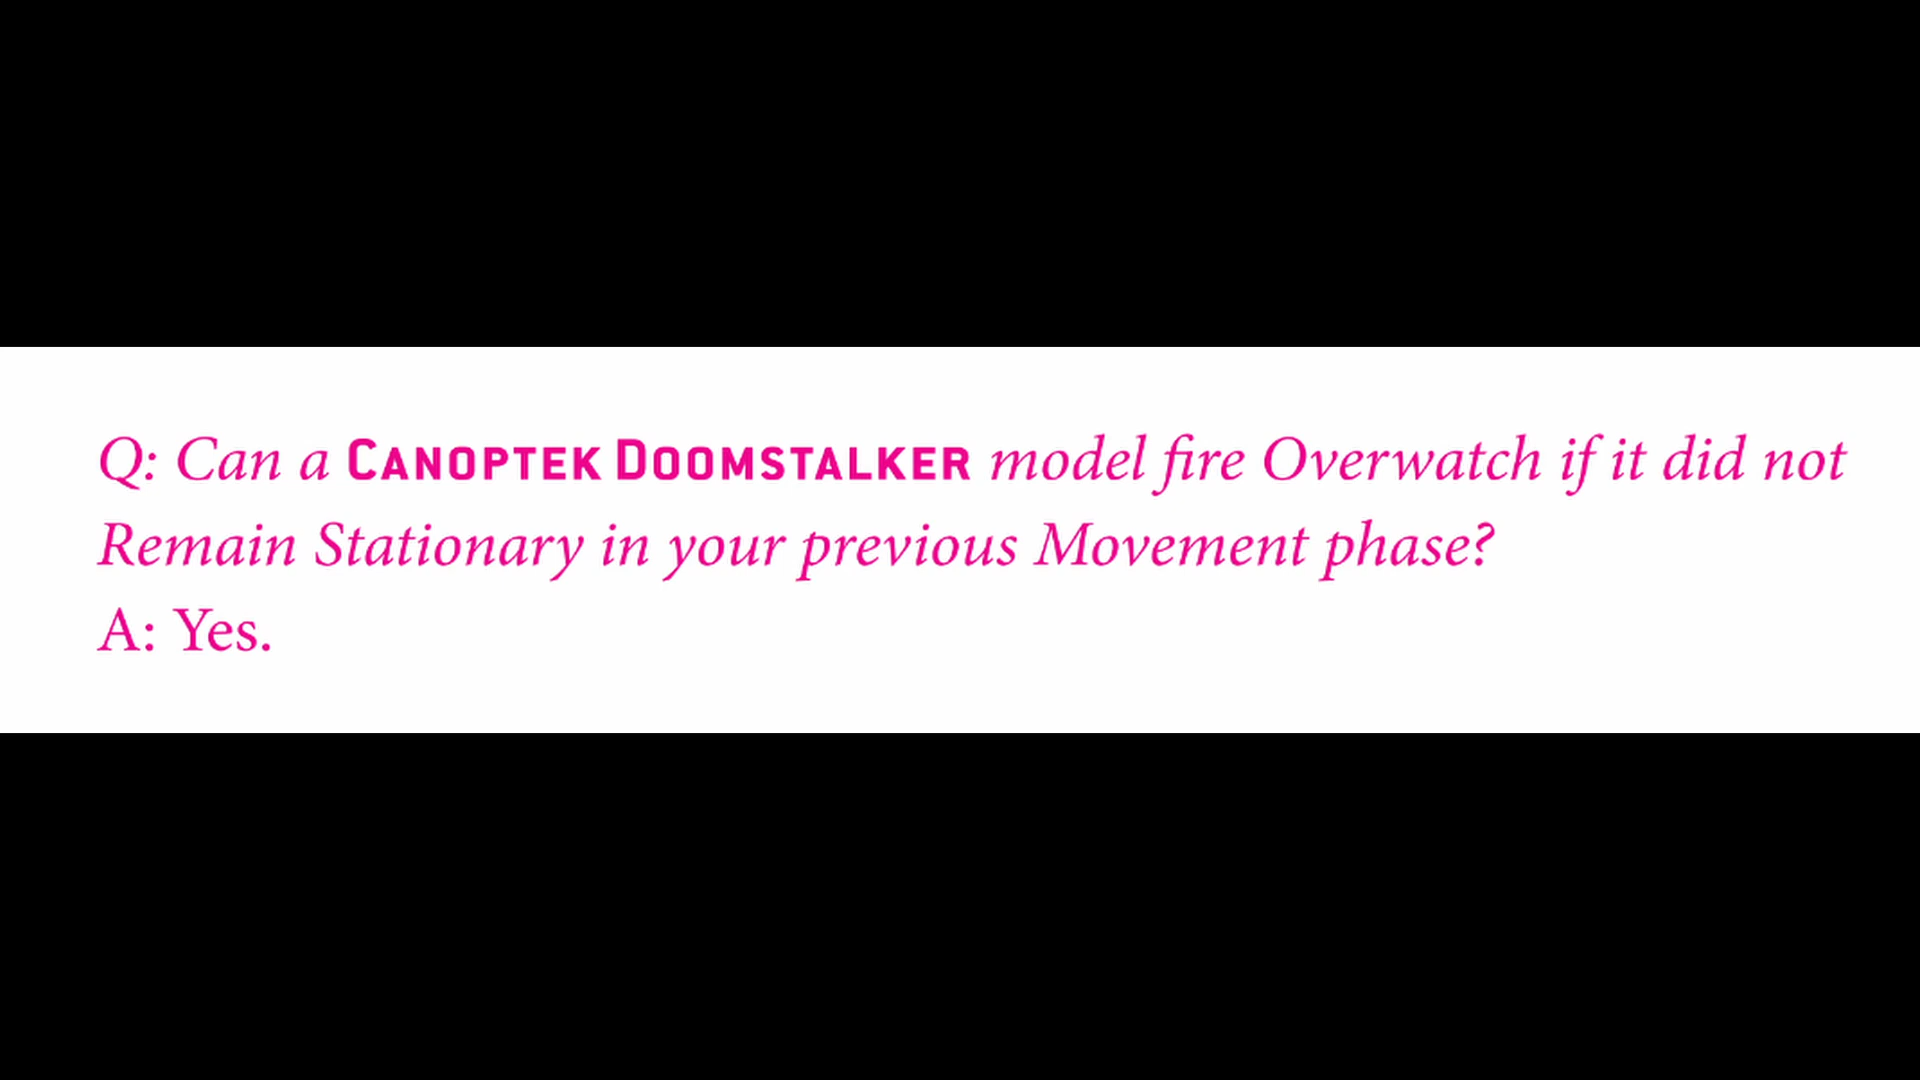 Q: Can a CANOPTEK DOOMSTALKER model fire Overwatch if it did not
Remain Stationary in your previous Movement phase?
A: Yes.